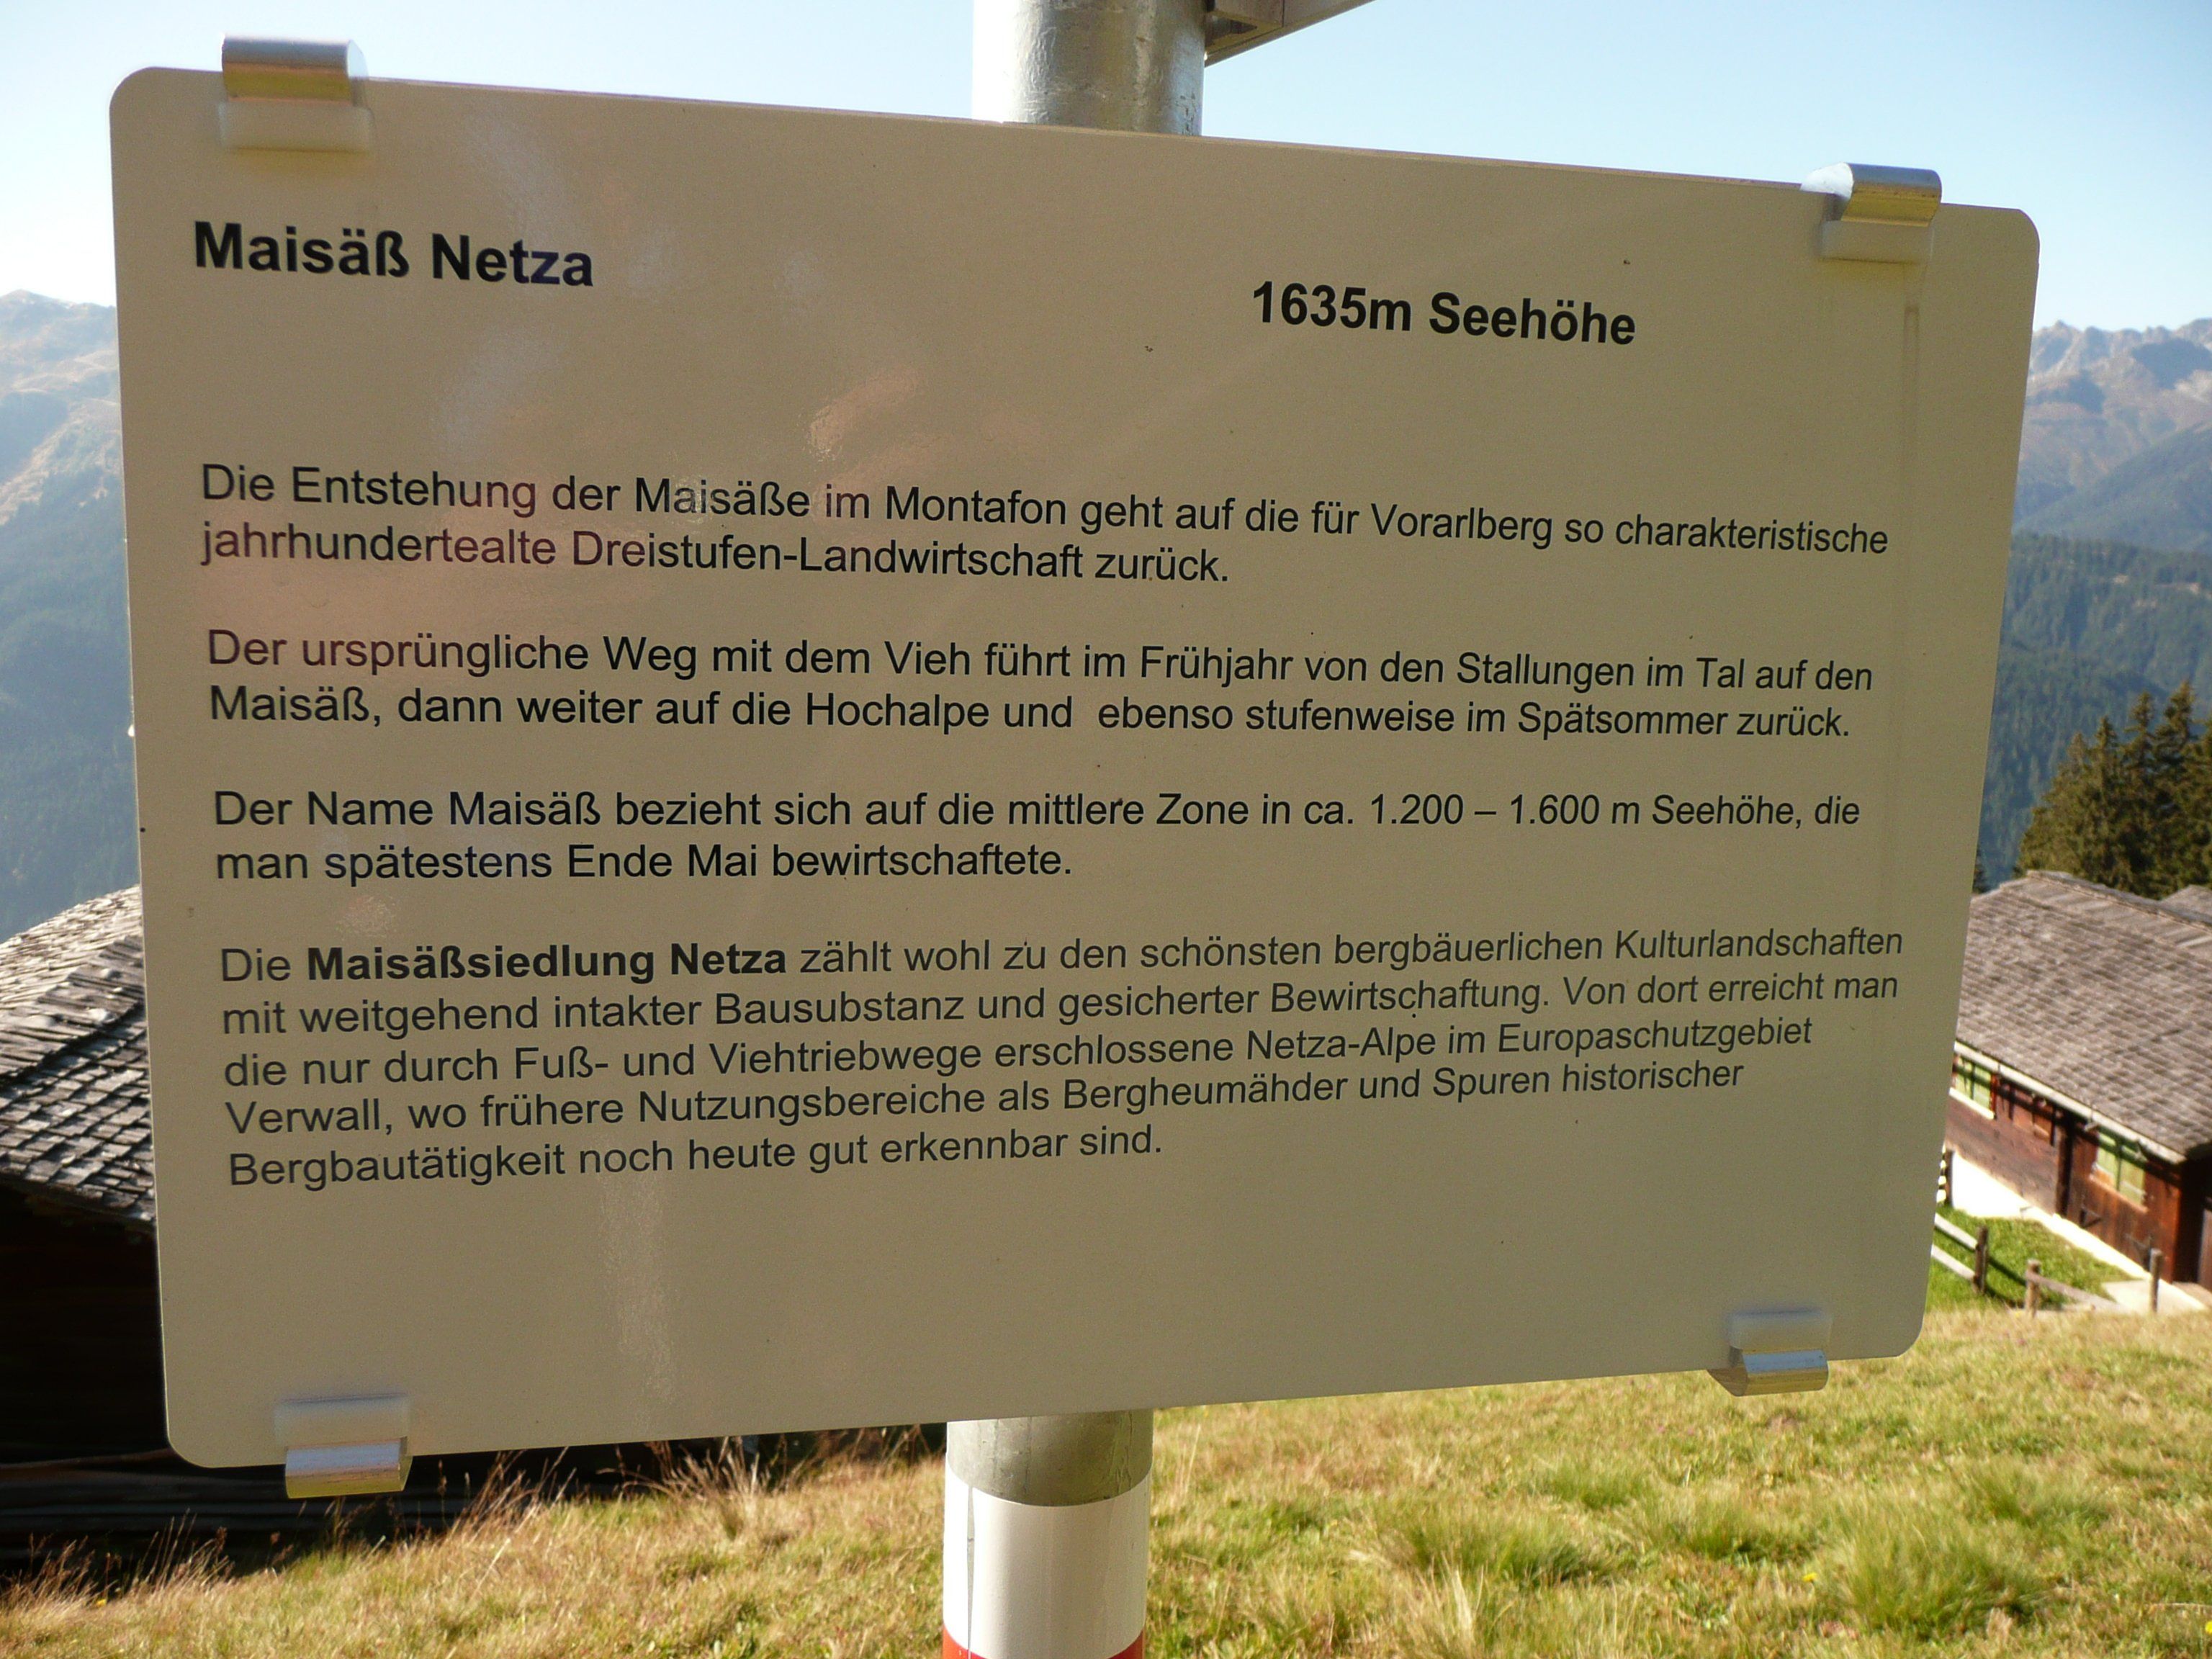 Maisäß Netza
1635m Seehöhe
Die Entstehung der Maisäße im Montafon geht auf die für Vorarlberg so charakteristische
jahrhundertealte Dreistufen-Landwirtschaft zurück.
Der ursprüngliche Weg mit dem Vieh führt im Frühjahr von den Stallungen im Tal auf den
Maisäß, dann weiter auf die Hochalpe und ebenso stufenweise im Spätsommer zurück.
Der Name Maisäß bezieht sich auf die mittlere Zone in ca. 1.200 – 1.600 m Seehöhe, die
man spätestens Ende Mai bewirtschaftete.
Die Maisäßsiedlung Netza zählt wohl zu den schönsten bergbäuerlichen Kulturlandschaften
mit weitgehend intakter Bausubstanz und gesicherter Bewirtschaftung. Von dort erreicht man
die nur durch Fuß- und Viehtriebwege erschlossene Netza-Alpe im Europaschutzgebiet
Verwall, wo frühere Nutzungsbereiche als Bergheumähder und Spuren historischer
Bergbautätigkeit noch heute gut erkennbar sind.